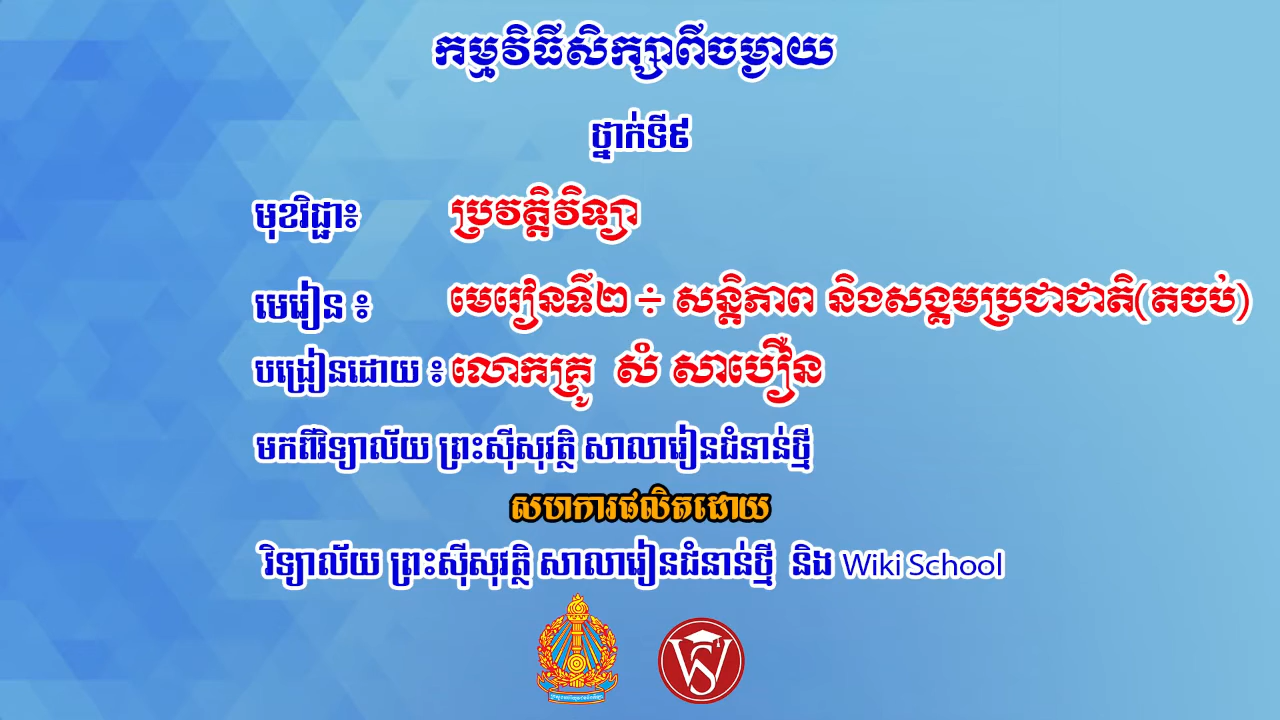 កម្មវិធីសិក្សាពីចម្ងាយ
ថ្នាក់ទី៩
មុខវិជ្ជា៖ ប្រវត្តិវិទ្យា
មេរៀន ៖ មេរៀនទី២ ÷ សន្តិភាព និងសង្គមប្រជាជាតិ(តចប់)
បង្រៀនដោយ ៖ លោកគ្រូ សំ សាបឿន
មកពីវិទ្យាល័យ ព្រះស៊ីសុវត្ថិ សាលារៀនជំនាន់ថ្មី
សហការផលិតដោយ
វិទ្យាល័យ ព្រះស៊ីសុវត្ថិ សាលារៀនជំនាន់ថ្មី និង Wiki School